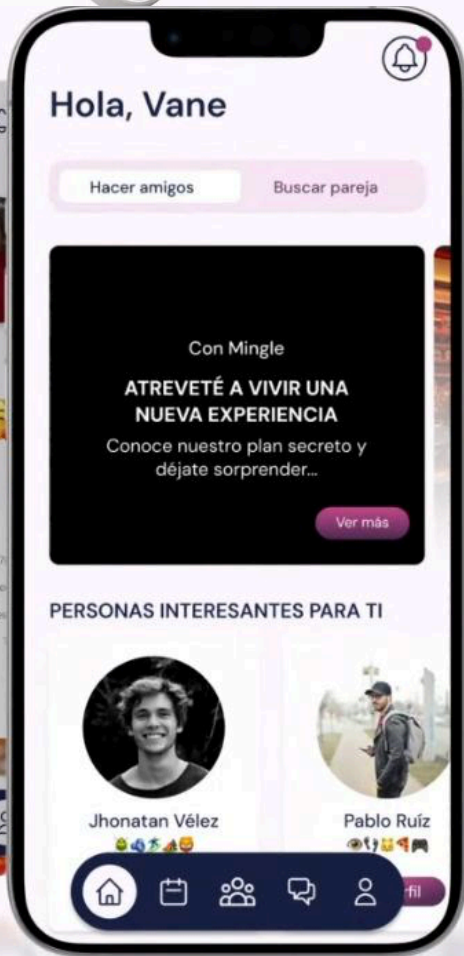 Hola, Vane
Hacer amigos
Buscar pareja
Con Mingle
ATREVETÉ A VIVIR UNA
NUEVA EXPERIENCIA
Conoce nuestro plan secreto y
déjate sorprender...
Ver más
PERSONAS INTERESANTES PARA TI
Jhonatan Vélez
Pablo Ruíz